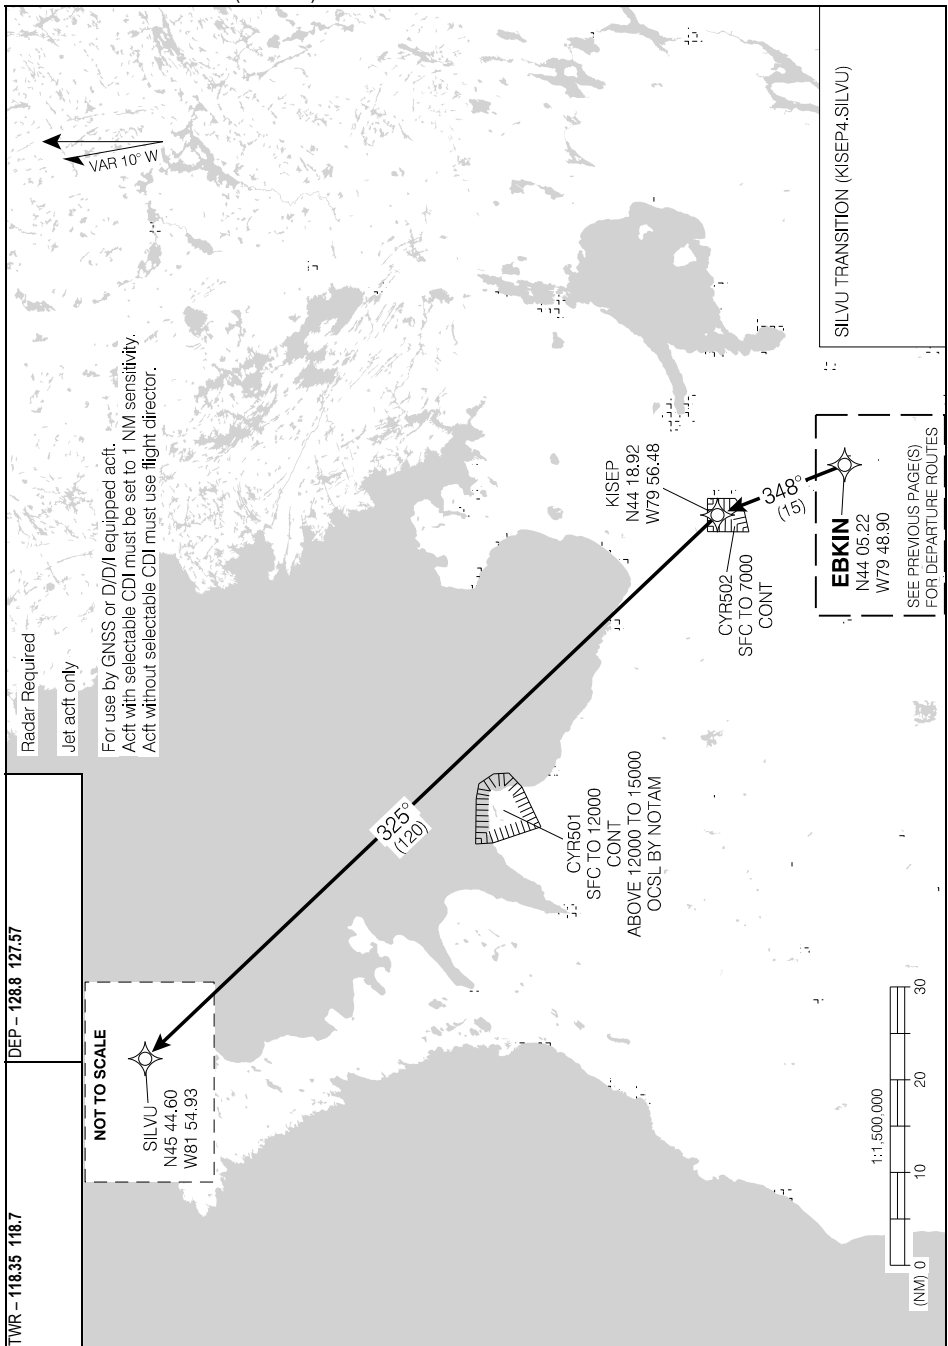 TWR – 118.35 118.7
DEP – 128.8 127.57
Radar Required
Jet acft only
For use by GNSS or D/D/I equipped acft.
Acft with selectable CDI must be set to 1 NM sensitivity.
Acft without selectable CDI must use flight director.
VAR 10° W
NOT TO SCALE
SILVU
N45 44.60
W81 54.93
325°
(120)
CYR501
SFC TO 12000
CONT
ABOVE 12000 TO 15000
OCSL BY NOTAM
KISEP
N44 18.92
W79 56.48
CYR502
SFC TO 7000
CONT
348°
(15)
EBKIN
N44 05.22
W79 48.90
SEE PREVIOUS PAGE(S)
FOR DEPARTURE ROUTES
1:1,500,000
(NM) 0 10 20 30
SILVU TRANSITION (KISEP4.SILVU)